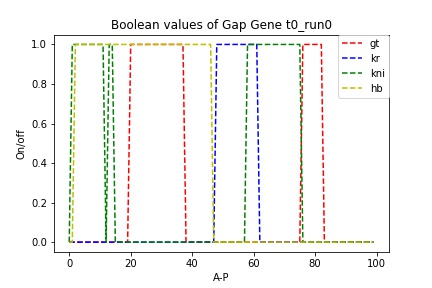 Boolean values of Gap Gene t0_run0
1.0
0.8
0.6
0.4
0.2
0.0
On/off
0 20 40 60 80 100
A-P
gt
kr
kni
hb